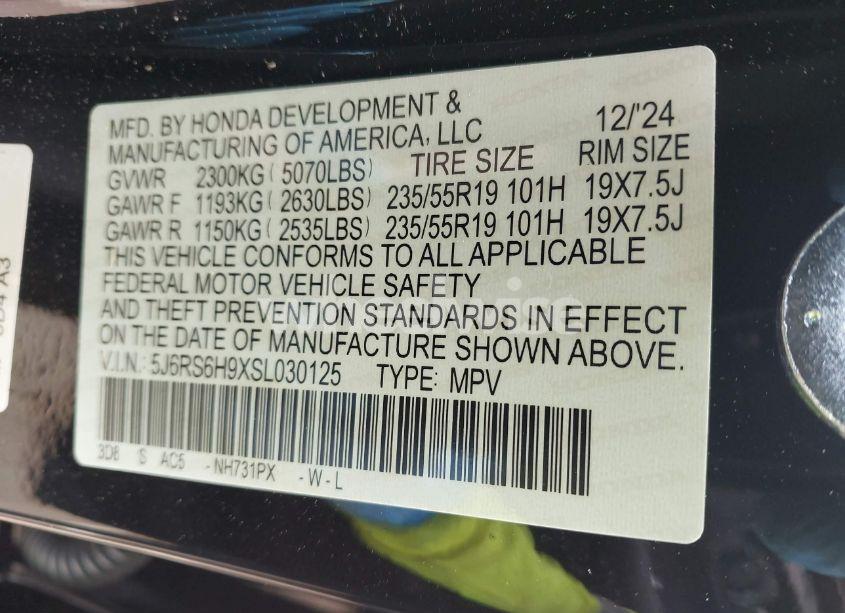 MFD. BY HONDA DEVELOPMENT &
MANUFACTURING OF AMERICA, LLC 12/'24
GVWR 2300KG ( 5070LBS) TIRE SIZE RIM SIZE
GAWR F 1193KG ( 2630LBS) 235/55R19 101H 19X7.5J
GAWR R 1150KG ( 2535LBS) 235/55R19 101H 19X7.5J
THIS VEHICLE CONFORMS TO ALL APPLICABLE
FEDERAL MOTOR VEHICLE SAFETY
AND THEFT PREVENTION STANDARDS IN EFFECT
ON THE DATE OF MANUFACTURE SHOWN ABOVE.
V.I.N.: 5J6RS6H9XSL030125 TYPE: MPV
3D8 S AC5 -NH731PX -W-L